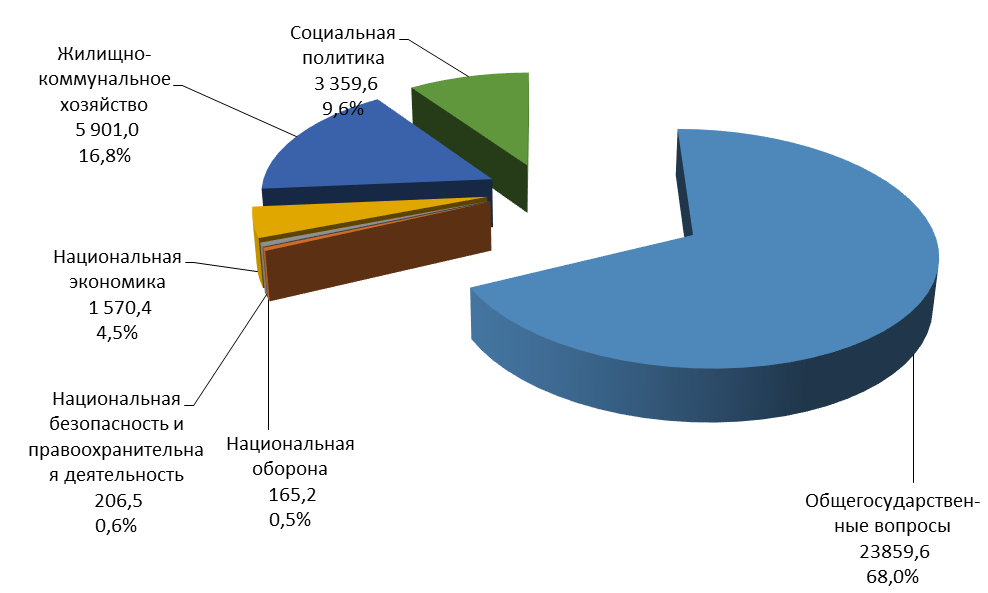 Социальная
политика
3 359,6
9,6%
Жилищно-
коммунальное
хозяйство
5 901,0
16,8%
Национальная
экономика
1 570,4
4,5%
Национальная
безопасность и
правоохранительна
я деятельность
206,5
0,6%
Национальная
оборона
165,2
0,5%
Общегосударствен-
ные вопросы
23859,6
68,0%